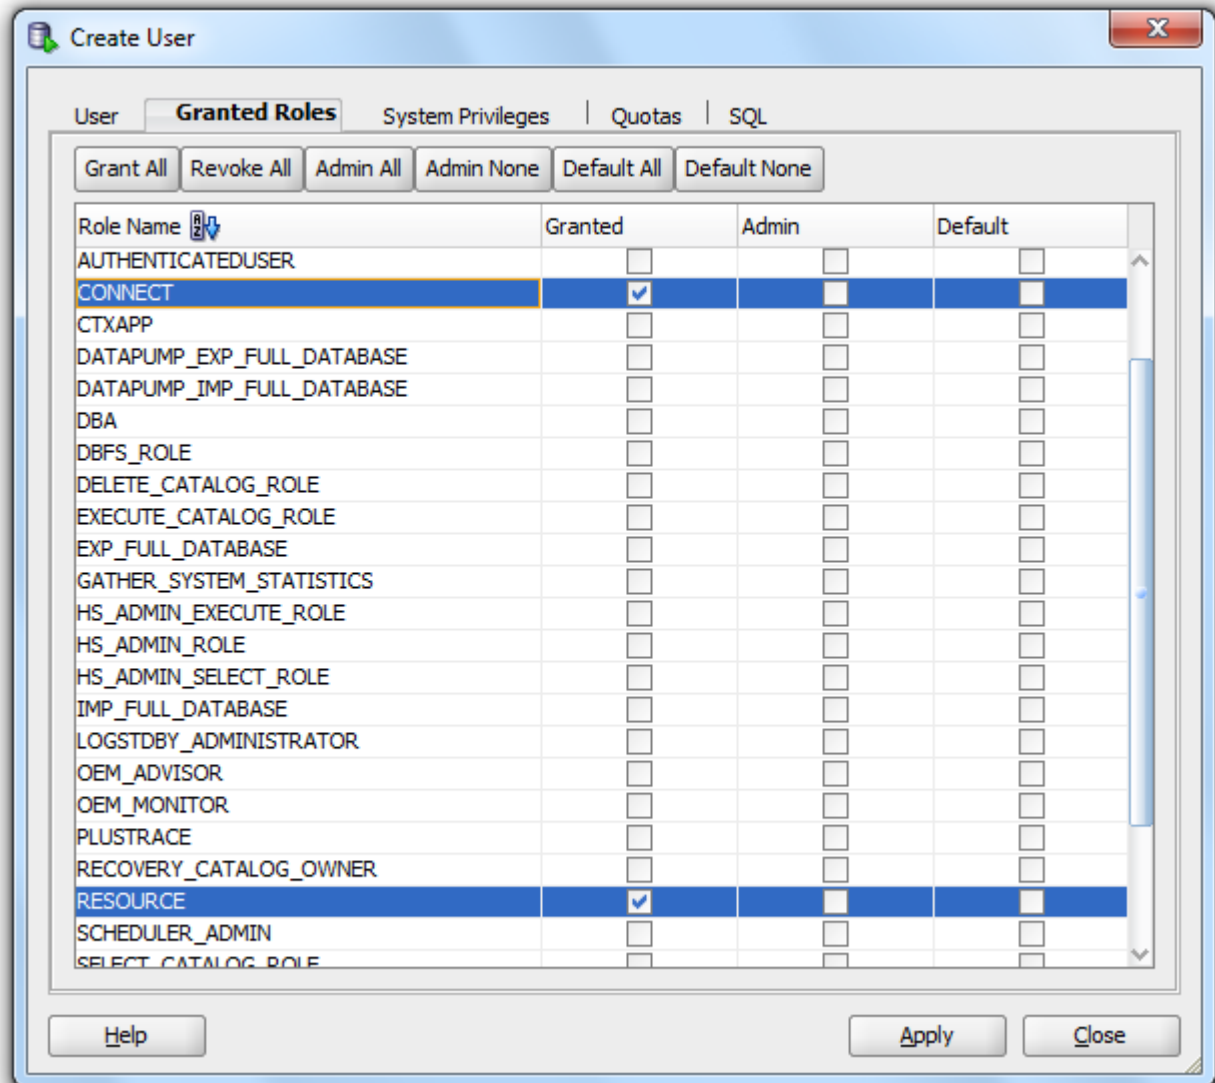 Create User
User Granted Roles System Privileges Quotas SQL
Grant All Revoke All Admin All Admin None Default All Default None
Role Name Granted Admin Default
AUTHENTICATEDUSER
CONNECT
CTXAPP
DATAPUMP_EXP_FULL_DATABASE
DATAPUMP_IMP_FULL_DATABASE
DBA
DBFS_ROLE
DELETE_CATALOG_ROLE
EXECUTE_CATALOG_ROLE
EXP_FULL_DATABASE
GATHER_SYSTEM_STATISTICS
HS_ADMIN_EXECUTE_ROLE
HS_ADMIN_ROLE
HS_ADMIN_SELECT_ROLE
IMP_FULL_DATABASE
LOGSTDBY_ADMINISTRATOR
OEM_ADVISOR
OEM_MONITOR
PLUSTRACE
RECOVERY_CATALOG_OWNER
RESOURCE
SCHEDULER_ADMIN
SELECT_CATALOG_ROLE
Help Apply Close